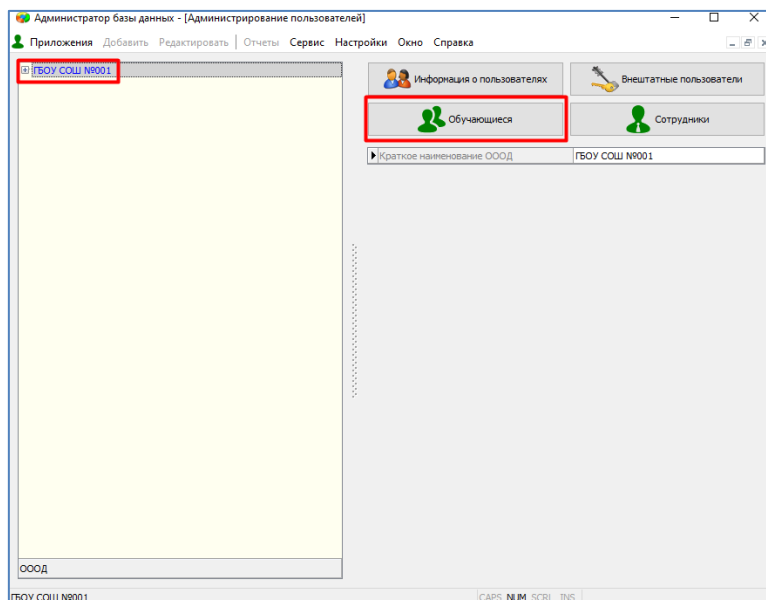 Администратор базы данных - [Администрирование пользователей]
Приложения Добавить Редактировать Отчеты Сервис Настройки Окно Справка
ГБОУ СОШ №001
Информация о пользователях
Внештатные пользователи
Обучающиеся
Сотрудники
Краткое наименование ОООД ГБОУ СОШ №001
ОООД
ГБОУ СОШ №001 CAPS NUM SCRL INS